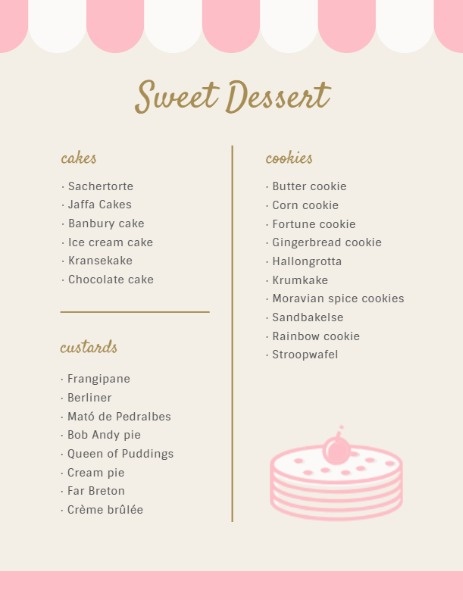 Sweet Dessert
cakes
· Sachertorte
· Jaffa Cakes
· Banbury cake
· Ice cream cake
· Kransekake
· Chocolate cake
custards
· Frangipane
· Berliner
· Mató de Pedralbes
· Bob Andy pie
· Queen of Puddings
· Cream pie
· Far Breton
· Crème brûlée
cookies
· Butter cookie
· Corn cookie
· Fortune cookie
· Gingerbread cookie
· Hallongrotta
· Krumkake
· Moravian spice cookies
· Sandbakelse
· Rainbow cookie
· Stroopwafel